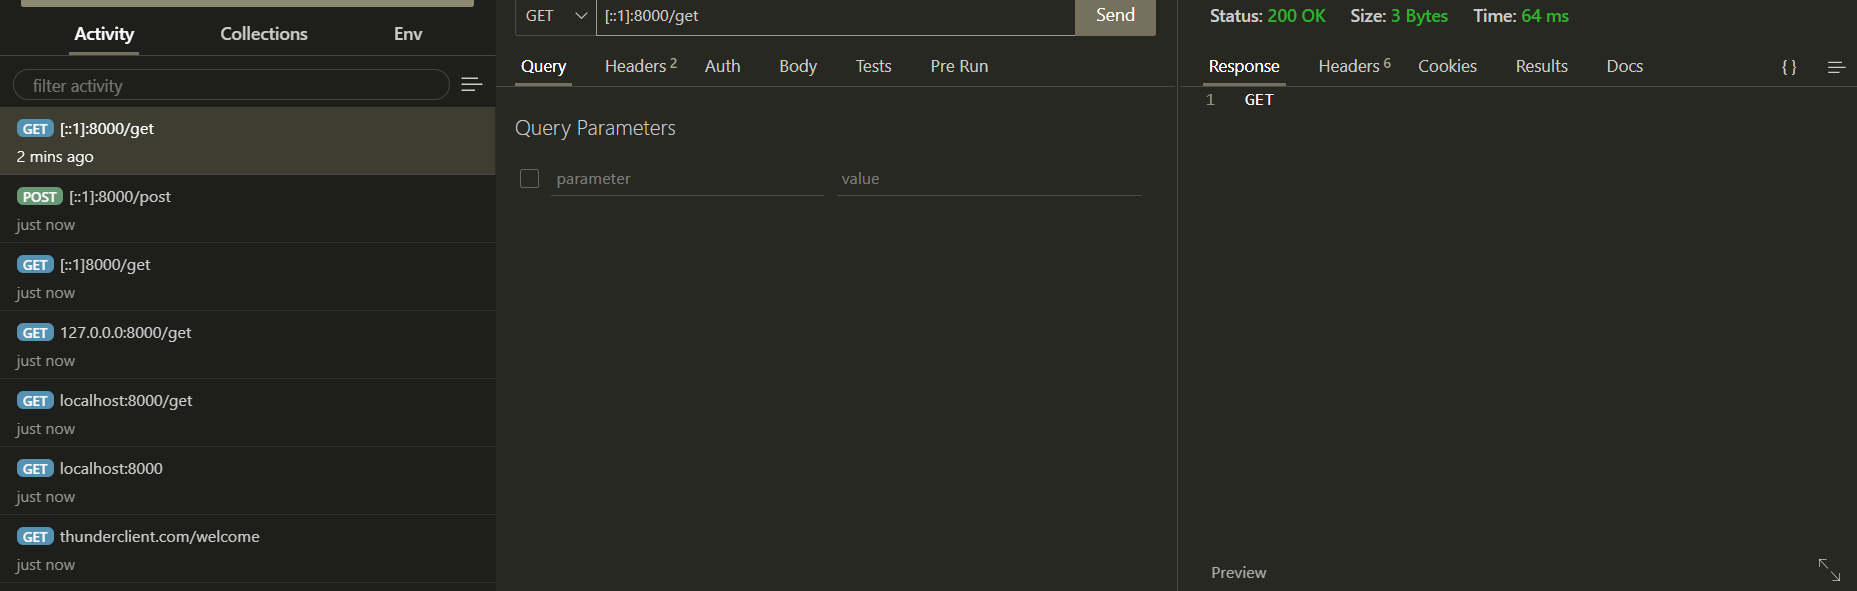 Activity
Collections
Env
filter activity
GET [::1]:8000/get
2 mins ago
POST [::1]:8000/post
just now
GET [::1]8000/get
just now
GET 127.0.0.0:8000/get
just now
GET localhost:8000/get
just now
GET localhost:8000
just now
GET thunderclient.com/welcome
just now
GET [::1]:8000/get Send
Query Headers 2 Auth Body Tests Pre Run
Query Parameters
parameter value
Status: 200 OK Size: 3 Bytes Time: 64 ms
Response Headers 6 Cookies Results Docs { }
1 GET
Preview